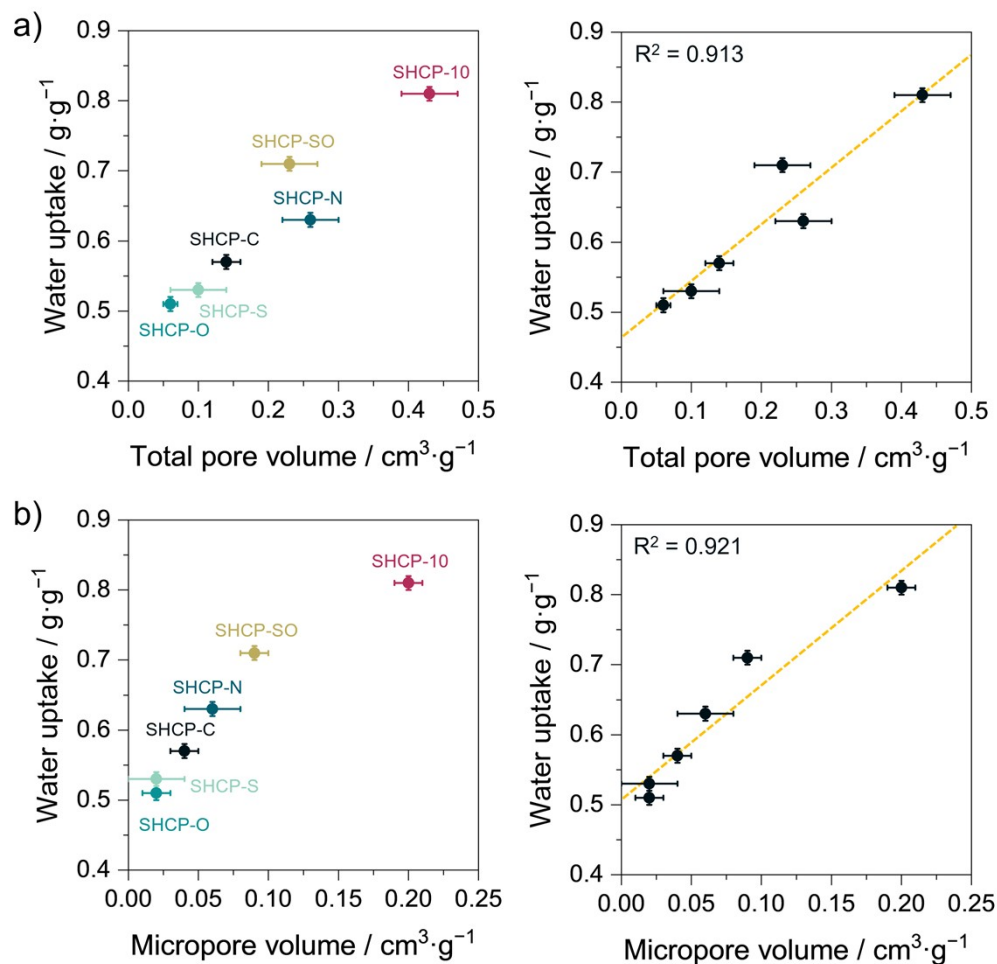 a)
0.9
0.8
0.7
0.6
0.5
0.4
Water uptake / g·g⁻¹
SHCP-10
SHCP-SO
SHCP-N
SHCP-C
SHCP-S
SHCP-O
0.0 0.1 0.2 0.3 0.4 0.5
Total pore volume / cm³·g⁻¹
0.9
0.8
0.7
0.6
0.5
0.4
Water uptake / g·g⁻¹
R² = 0.913
0.0 0.1 0.2 0.3 0.4 0.5
Total pore volume / cm³·g⁻¹
b)
0.9
0.8
0.7
0.6
0.5
0.4
Water uptake / g·g⁻¹
SHCP-10
SHCP-SO
SHCP-N
SHCP-C
SHCP-S
SHCP-O
0.00 0.05 0.10 0.15 0.20 0.25
Micropore volume / cm³·g⁻¹
0.9
0.8
0.7
0.6
0.5
0.4
Water uptake / g·g⁻¹
R² = 0.921
0.00 0.05 0.10 0.15 0.20 0.25
Micropore volume / cm³·g⁻¹